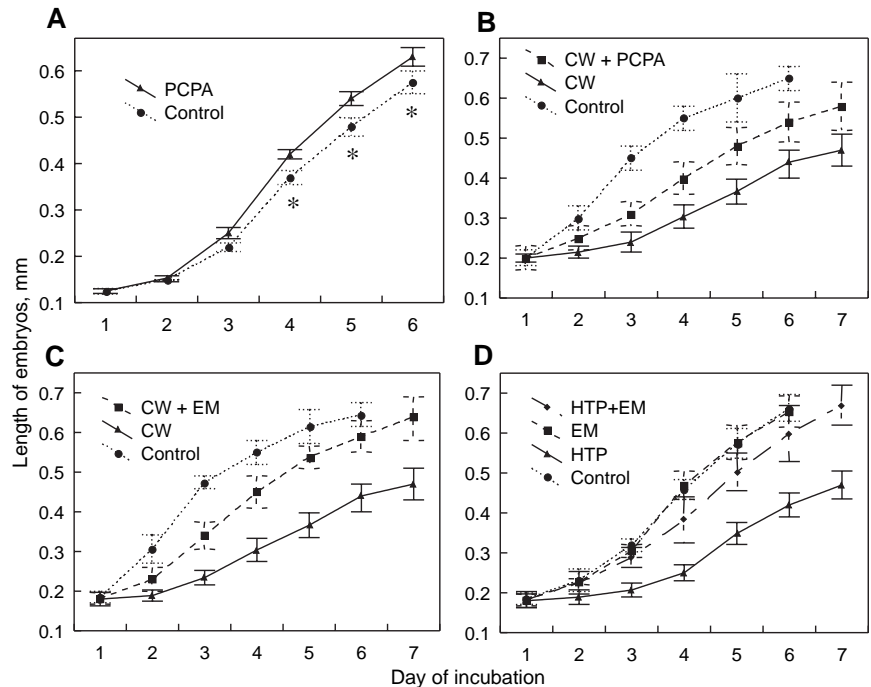 A
PCPA
Control
0.6
0.5
0.4
0.3
0.2
0.1
* * *
1 2 3 4 5 6
B
CW + PCPA
CW
Control
0.7
0.6
0.5
0.4
0.3
0.2
0.1
1 2 3 4 5 6 7
C
CW + EM
CW
Control
0.7
0.6
0.5
0.4
0.3
0.2
0.1
1 2 3 4 5 6 7
D
HTP+EM
EM
HTP
Control
0.7
0.6
0.5
0.4
0.3
0.2
0.1
1 2 3 4 5 6 7
Length of embryos, mm
Day of incubation